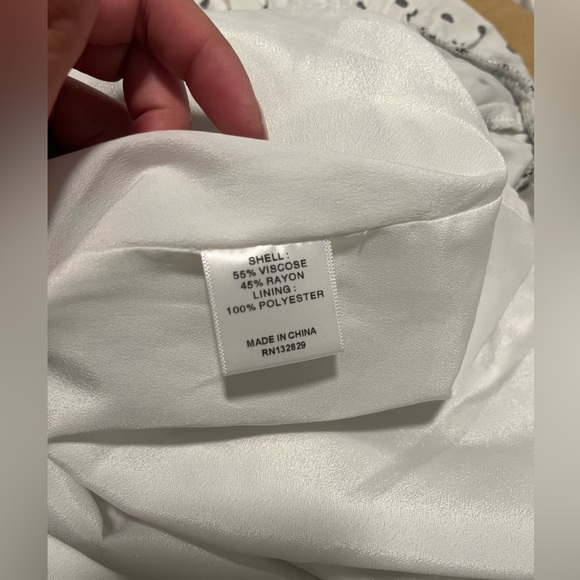 SHELL :
55% VISCOSE
45% RAYON
LINING :
100% POLYESTER
MADE IN CHINA
RN132829